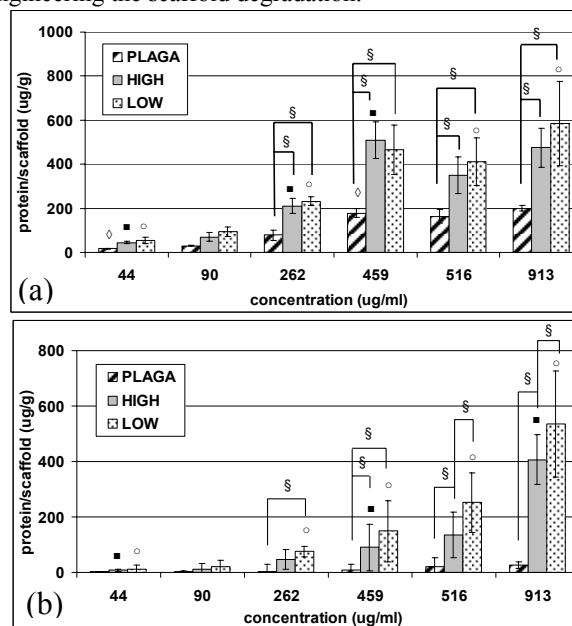 ngineering the scaffold degradation.
1000
800
600
400
200
0
protein/scaffold (ug/g)
PLAGA
HIGH
LOW
§
§
§
§
§
§
§
§
◊ ■ ○
■ ○
◊ ■
○
○
44 90 262 459 516 913
concentration (ug/ml)
(a)
800
600
400
200
0
protein/scaffold (ug/g)
PLAGA
HIGH
LOW
§
§
§
§
§
§
§
■ ○
○
■ ○
○
■ ○
44 90 262 459 516 913
concentration (ug/ml)
(b)